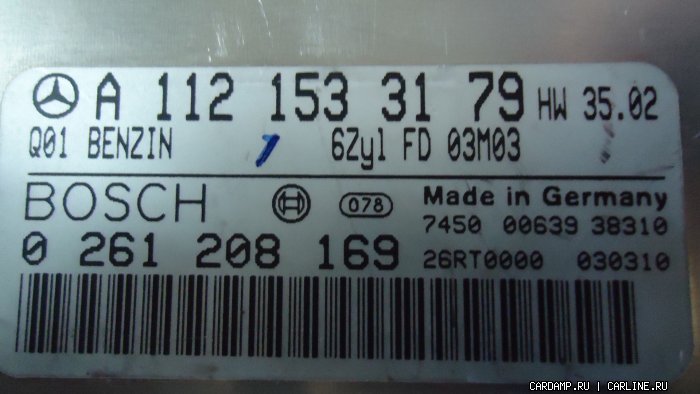 A 112 153 31 79 HW 35.02
Q01 BENZIN 6Zyl FD 03M03
BOSCH 078 Made in Germany
7450 00639 38310
0 261 208 169 26RT0000 030310
CARDAMP.RU | CARLINE.RU